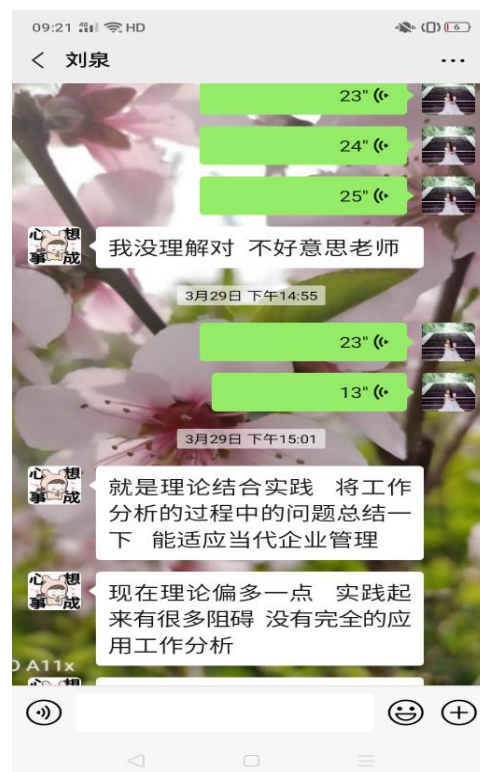 09:21 HD 16
刘泉
23"
24"
25"
心想
事成
我没理解对 不好意思老师
3月29日 下午14:55
23"
13"
3月29日 下午15:01
心想
事成
就是理论结合实践 将工作
分析的过程中的问题总结一
下 能适应当代企业管理
心想
事成
现在理论偏多一点 实践起
来有很多阻碍 没有完全的应
用工作分析
A11x
心想